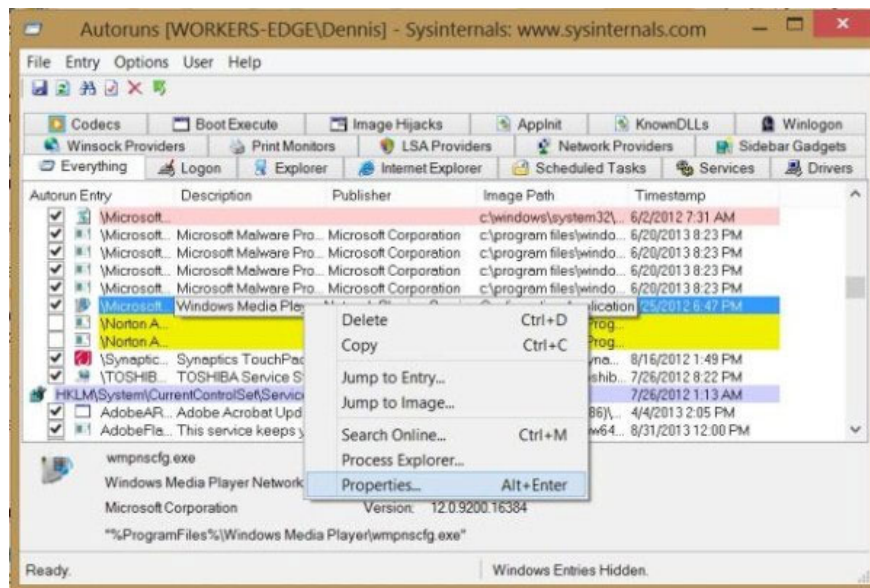 Autoruns [WORKERS-EDGE\Dennis] - Sysinternals: www.sysinternals.com
File Entry Options User Help
Codecs Boot Execute Image Hijacks AppInit KnownDLLs Winlogon
Winsock Providers Print Monitors LSA Providers Network Providers Sidebar Gadgets
Everything Logon Explorer Internet Explorer Scheduled Tasks Services Drivers
Autorun Entry Description Publisher Image Path Timestamp
\Microsoft... c:\windows\system32\... 6/2/2012 7:31 AM
\Microsoft... Microsoft Malware Pro... Microsoft Corporation c:\program files\windo... 6/20/2013 8:23 PM
\Microsoft... Microsoft Malware Pro... Microsoft Corporation c:\program files\windo... 6/20/2013 8:23 PM
\Microsoft... Microsoft Malware Pro... Microsoft Corporation c:\program files\windo... 6/20/2013 8:23 PM
\Microsoft... Microsoft Malware Pro... Microsoft Corporation c:\program files\windo... 6/20/2013 8:23 PM
\Microsoft... Windows Media Play Network Sharing Service Configuration Application /25/2012 6:47 PM
\Norton A...
\Norton A...
\Synaptic... Synaptics TouchPad 8/16/2012 1:49 PM
\TOSHIB... TOSHIBA Service S 7/26/2012 8:22 PM
HKLM\System\CurrentControlSet\Service 7/26/2012 1:13 AM
AdobeAR... Adobe Acrobat Upd 86)\... 4/4/2013 2:05 PM
AdobeFla... This service keeps y w64... 8/31/2013 12:00 PM
Delete Ctrl+D
Copy Ctrl+C
Jump to Entry...
Jump to Image...
Search Online... Ctrl+M
Process Explorer...
Properties... Alt+Enter
wmpnscfg.exe
Windows Media Player Network
Microsoft Corporation Version: 12.0.9200.16384
"%ProgramFiles%\Windows Media Player\wmpnscfg.exe"
Ready. Windows Entries Hidden.